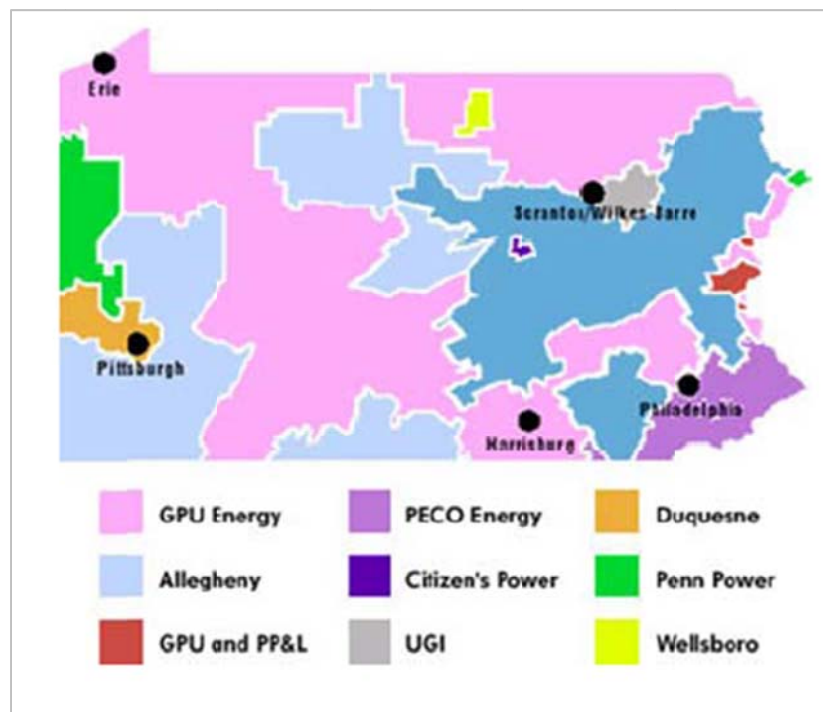 Erie
Scranton/Wilkes-Barre
Pittsburgh
Philadelphia
Harrisburg
GPU Energy
PECO Energy
Duquesne
Allegheny
Citizen's Power
Penn Power
GPU and PP&L
UGI
Wellsboro